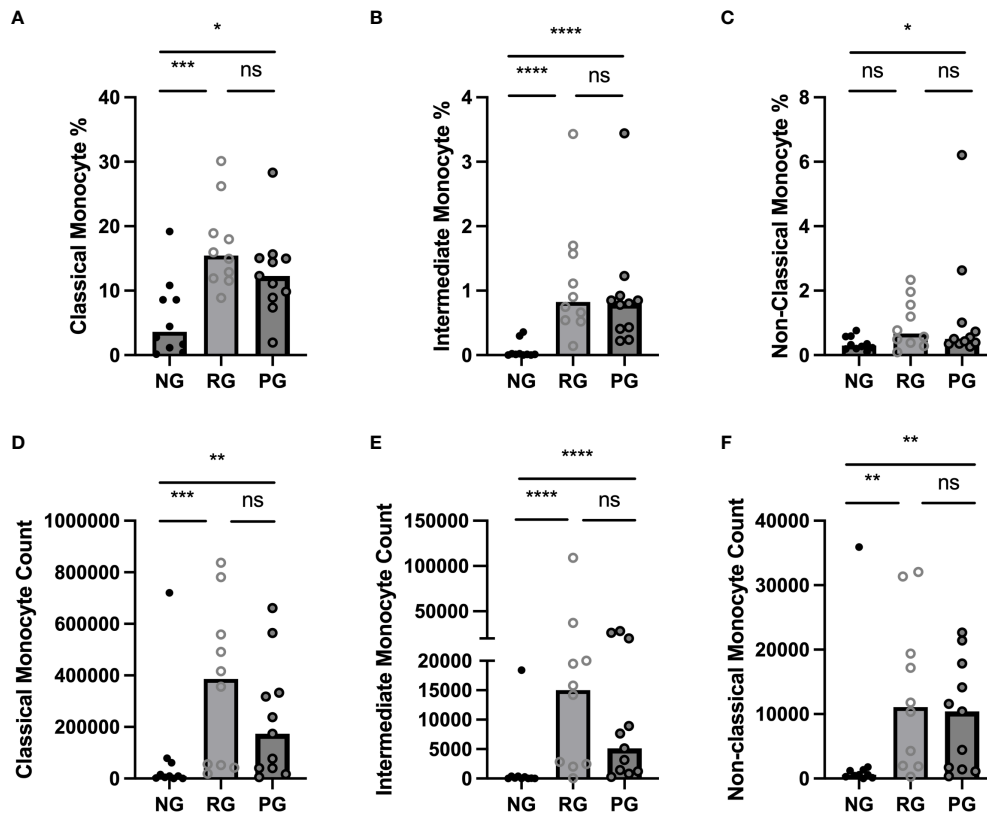 A
B
C
*
***
ns
****
****
ns
*
ns
ns
Classical Monocyte %
40
30
20
10
0
NG RG PG
Intermediate Monocyte %
4
3
2
1
0
NG RG PG
Non-Classical Monocyte %
8
6
4
2
0
NG RG PG
D
E
F
**
***
ns
****
****
ns
**
**
ns
Classical Monocyte Count
1000000
800000
600000
400000
200000
0
NG RG PG
Intermediate Monocyte Count
150000
100000
50000
20000
15000
10000
5000
0
NG RG PG
Non-classical Monocyte Count
40000
30000
20000
10000
0
NG RG PG